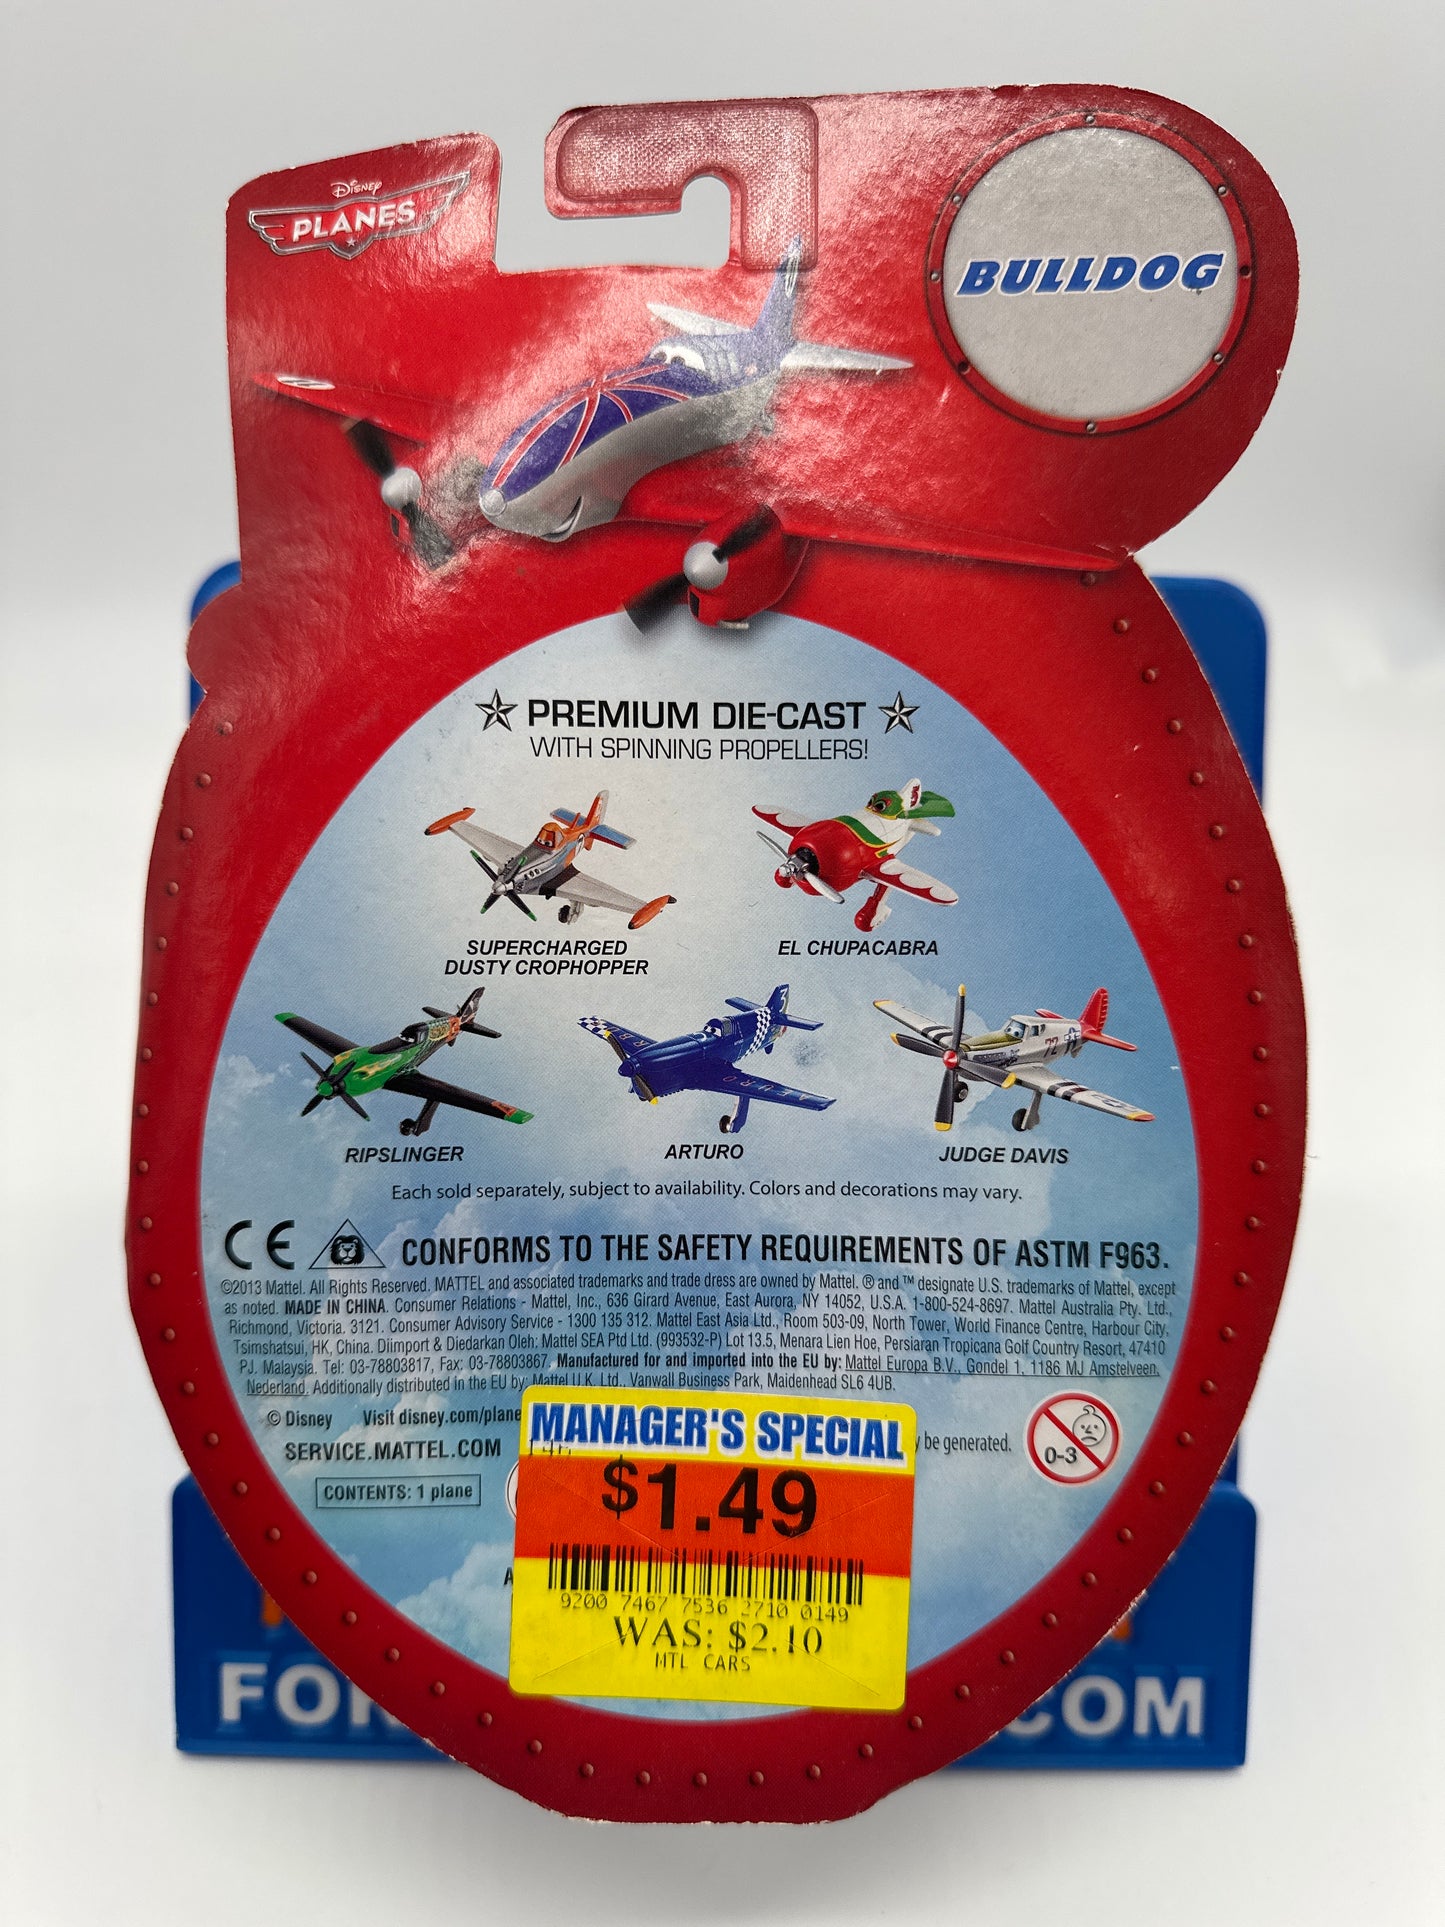 DISNEY
PLANES
BULLDOG
PREMIUM DIE-CAST
WITH SPINNING PROPELLERS!
SUPERCHARGED
DUSTY CROPHOPPER
EL CHUPACABRA
RIPSLINGER
ARTURO
JUDGE DAVIS
Each sold separately, subject to availability. Colors and decorations may vary.
CE CONFORMS TO THE SAFETY REQUIREMENTS OF ASTM F963.
©2013 Mattel. All Rights Reserved. MATTEL and associated trademarks and trade dress are owned by Mattel. ® and ™ designate U.S. trademarks of Mattel, except
as noted. MADE IN CHINA. Consumer Relations - Mattel, Inc., 636 Girard Avenue, East Aurora, NY 14052, U.S.A. 1-800-524-8697. Mattel Australia Pty. Ltd.,
Richmond, Victoria. 3121. Consumer Advisory Service - 1300 135 312. Mattel East Asia Ltd., Room 503-09, North Tower, World Finance Centre, Harbour City,
Tsimshatsui, HK, China. Diimport & Diedarkan Oleh: Mattel SEA Ptd Ltd. (993532-P) Lot 13.5, Menara Lien Hoe, Persiaran Tropicana Golf Country Resort, 47410
PJ. Malaysia. Tel: 03-78803817, Fax: 03-78803867. Manufactured for and imported into the EU by: Mattel Europa B.V., Gondel 1, 1186 MJ Amstelveen,
Nederland. Additionally distributed in the EU by: Mattel U.K. Ltd., Vanwall Business Park, Maidenhead SL6 4UB.
© Disney Visit disney.com/plane
y be generated.
0-3
SERVICE.MATTEL.COM
CONTENTS: 1 plane
MANAGER'S SPECIAL
$1.49
9200 7467 7536 2710 0149
WAS: $2.10
MTL CARS
FOR
COM